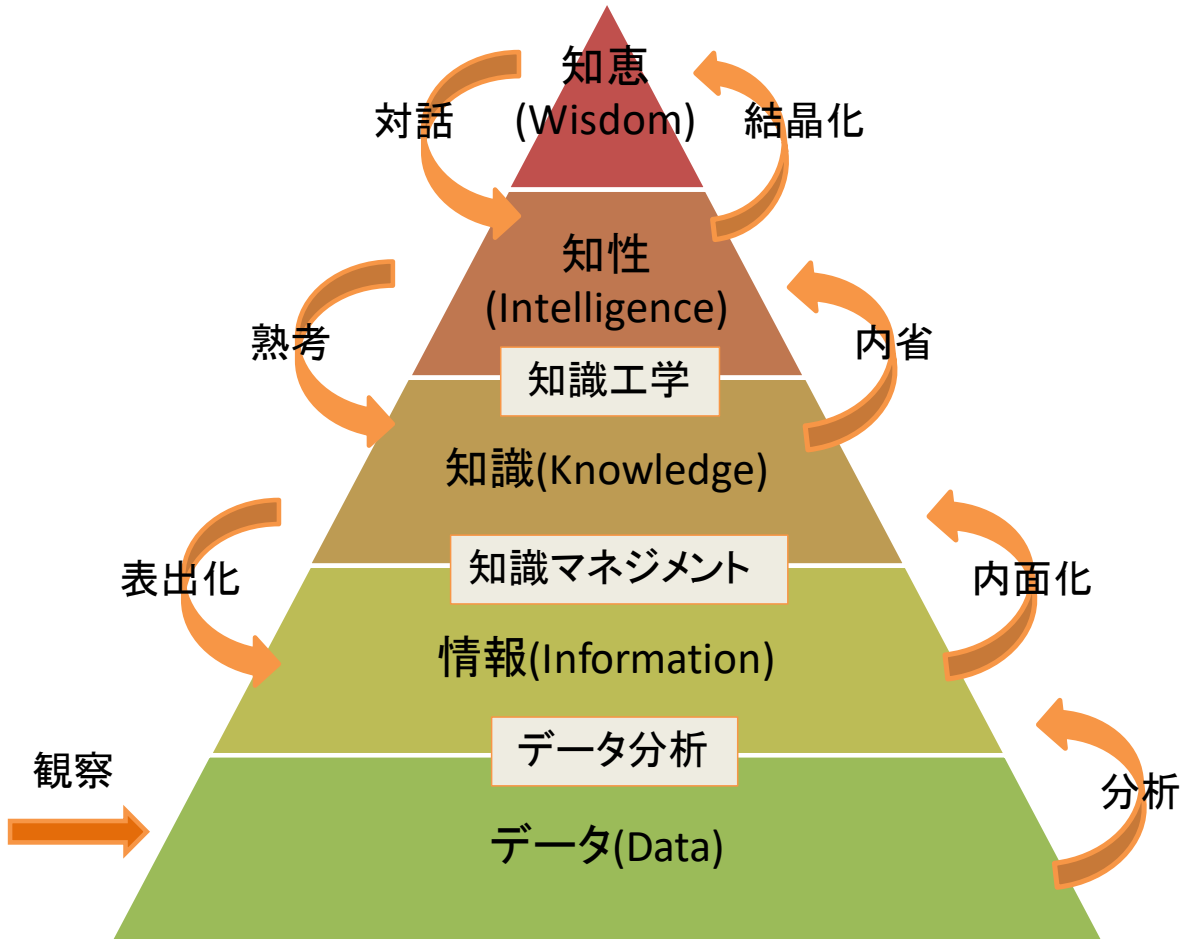 知恵
(Wisdom)
対話
結晶化
知性
(Intelligence)
熟考
内省
知識工学
知識(Knowledge)
知識マネジメント
表出化
内面化
情報(Information)
データ分析
観察
分析
データ(Data)